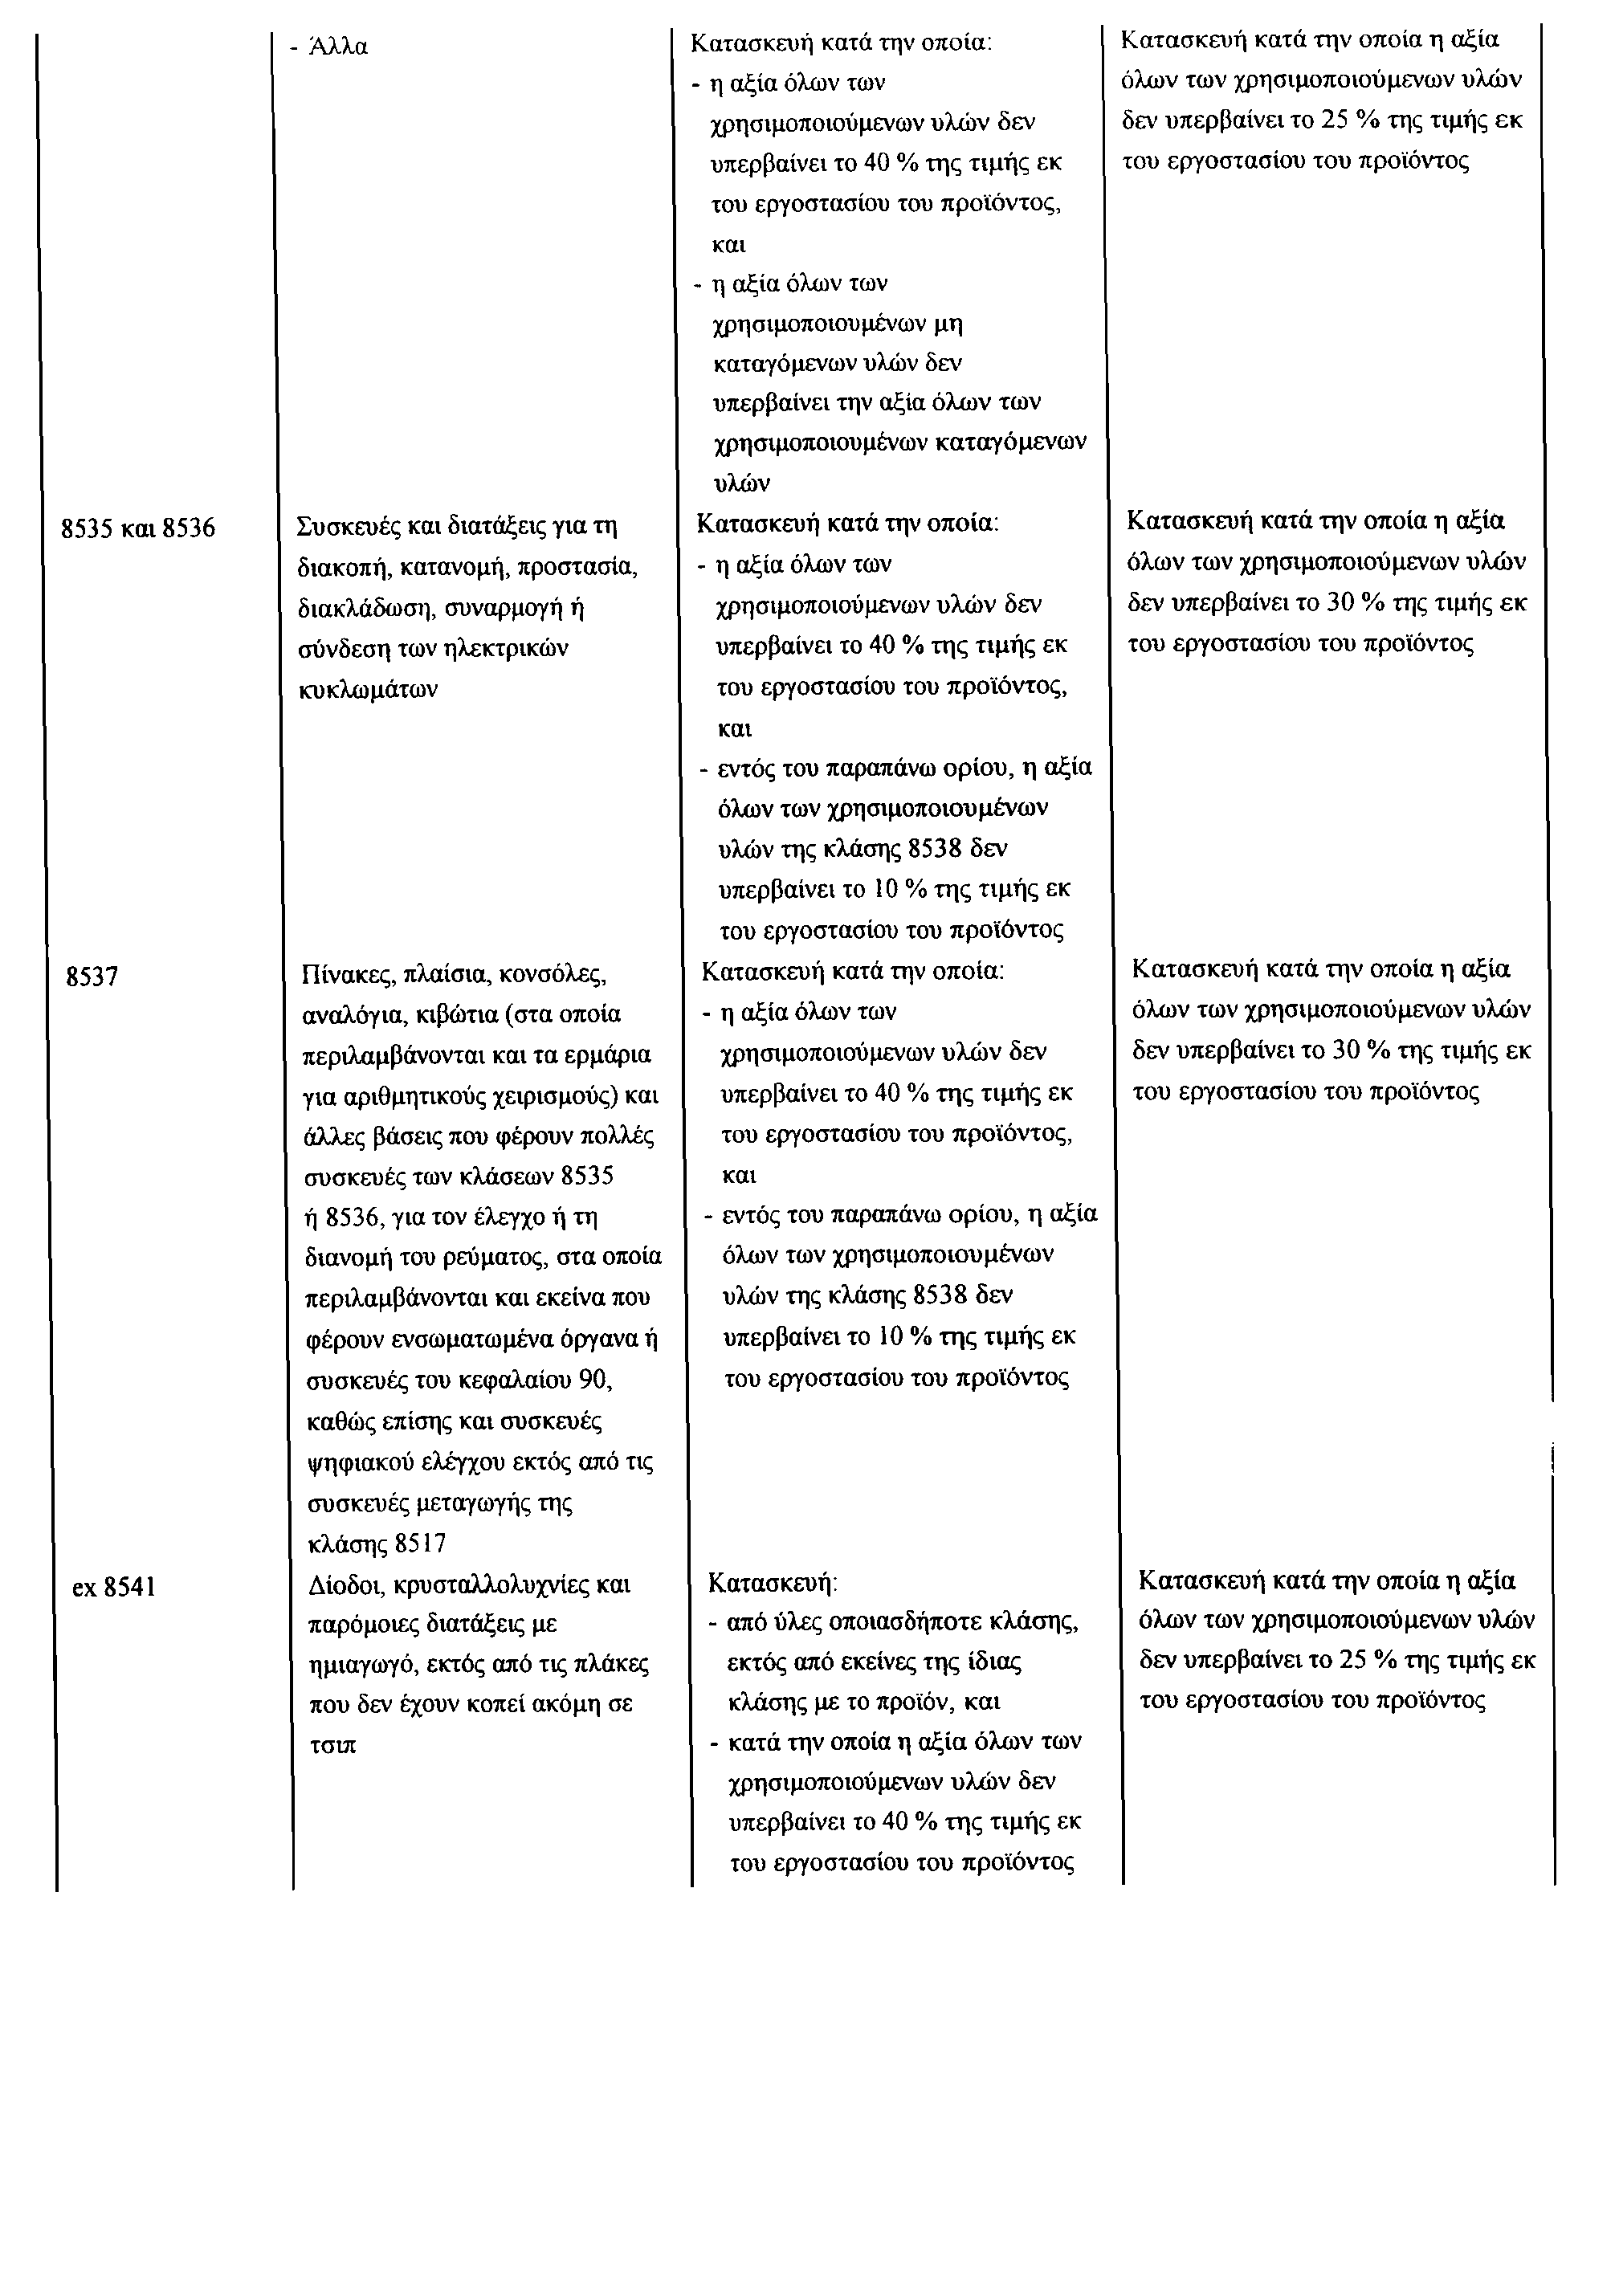 - Άλλα
Κατασκευή κατά την οποία:
- η αξία όλων των
χρησιμοποιούμενων υλών δεν
υπερβαίνει το 40 % της τιμής εκ
του εργοστασίου του προϊόντος,
και
- η αξία όλων των
χρησιμοποιουμένων μη
καταγόμενων υλών δεν
υπερβαίνει την αξία όλων των
χρησιμοποιουμένων καταγόμενων
υλών
Κατασκευή κατά την οποία η αξία
όλων των χρησιμοποιούμενων υλών
δεν υπερβαίνει το 25 % της τιμής εκ
του εργοστασίου του προϊόντος
8535 και 8536
Συσκευές και διατάξεις για τη
διακοπή, κατανομή, προστασία,
διακλάδωση, συναρμογή ή
σύνδεση των ηλεκτρικών
κυκλωμάτων
Κατασκευή κατά την οποία:
- η αξία όλων των
χρησιμοποιούμενων υλών δεν
υπερβαίνει το 40 % της τιμής εκ
του εργοστασίου του προϊόντος,
και
- εντός του παραπάνω ορίου, η αξία
όλων των χρησιμοποιουμένων
υλών της κλάσης 8538 δεν
υπερβαίνει το 10 % της τιμής εκ
του εργοστασίου του προϊόντος
Κατασκευή κατά την οποία η αξία
όλων των χρησιμοποιούμενων υλών
δεν υπερβαίνει το 30 % της τιμής εκ
του εργοστασίου του προϊόντος
8537
Πίνακες, πλαίσια, κονσόλες,
αναλόγια, κιβώτια (στα οποία
περιλαμβάνονται και τα ερμάρια
για αριθμητικούς χειρισμούς) και
άλλες βάσεις που φέρουν πολλές
συσκευές των κλάσεων 8535
ή 8536, για τον έλεγχο ή τη
διανομή του ρεύματος, στα οποία
περιλαμβάνονται και εκείνα που
φέρουν ενσωματωμένα όργανα ή
συσκευές του κεφαλαίου 90,
καθώς επίσης και συσκευές
ψηφιακού ελέγχου εκτός από τις
συσκευές μεταγωγής της
κλάσης 8517
Κατασκευή κατά την οποία:
- η αξία όλων των
χρησιμοποιούμενων υλών δεν
υπερβαίνει το 40 % της τιμής εκ
του εργοστασίου του προϊόντος,
και
- εντός του παραπάνω ορίου, η αξία
όλων των χρησιμοποιουμένων
υλών της κλάσης 8538 δεν
υπερβαίνει το 10 % της τιμής εκ
του εργοστασίου του προϊόντος
Κατασκευή κατά την οποία η αξία
όλων των χρησιμοποιούμενων υλών
δεν υπερβαίνει το 30 % της τιμής εκ
του εργοστασίου του προϊόντος
ex 8541
Δίοδοι, κρυσταλλολυχνίες και
παρόμοιες διατάξεις με
ημιαγωγό, εκτός από τις πλάκες
που δεν έχουν κοπεί ακόμη σε
τσιπ
Κατασκευή:
- από ύλες οποιασδήποτε κλάσης,
εκτός από εκείνες της ίδιας
κλάσης με το προϊόν, και
- κατά την οποία η αξία όλων των
χρησιμοποιούμενων υλών δεν
υπερβαίνει το 40 % της τιμής εκ
του εργοστασίου του προϊόντος
Κατασκευή κατά την οποία η αξία
όλων των χρησιμοποιούμενων υλών
δεν υπερβαίνει το 25 % της τιμής εκ
του εργοστασίου του προϊόντος